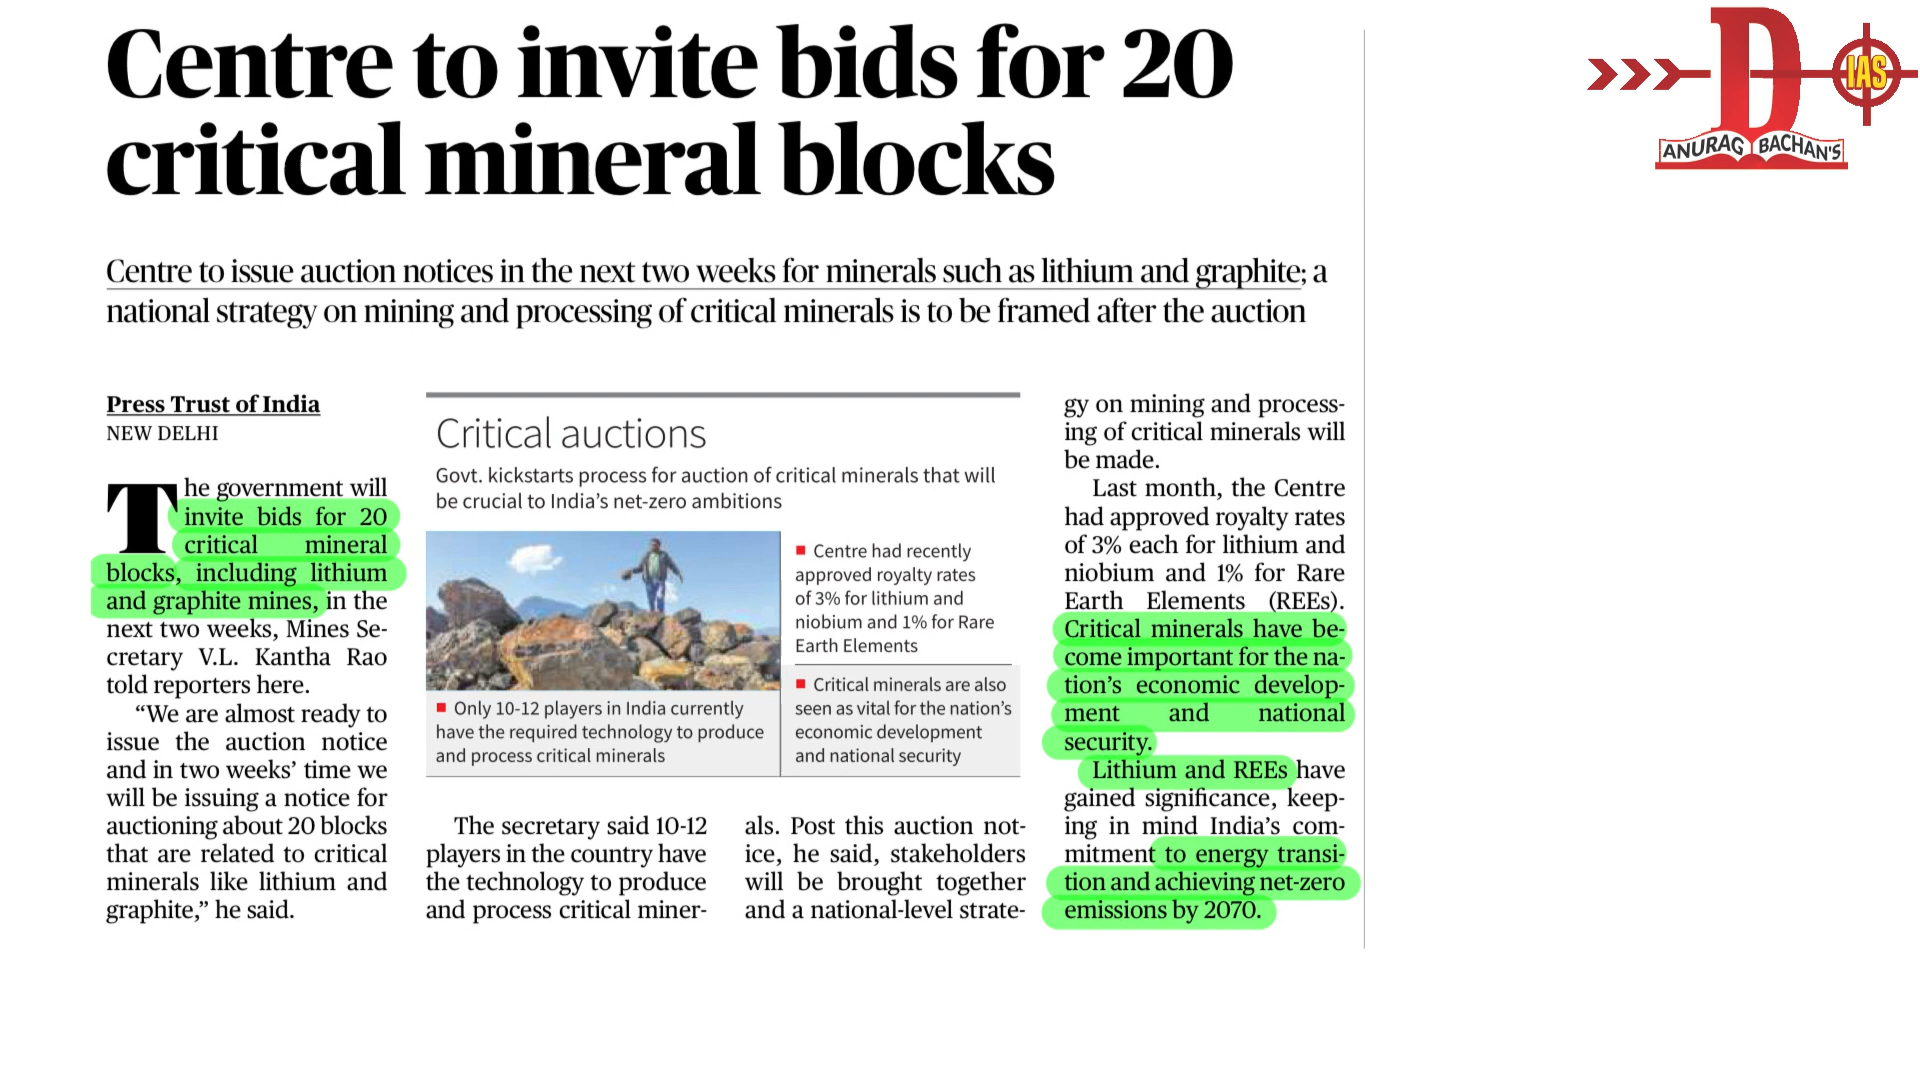 Centre to invite bids for 20
critical mineral blocks
Centre to issue auction notices in the next two weeks for minerals such as lithium and graphite; a
national strategy on mining and processing of critical minerals is to be framed after the auction
Press Trust of India
NEW DELHI
The government will
invite bids for 20
critical mineral
blocks, including lithium
and graphite mines, in the
next two weeks, Mines Se-
cretary V.L. Kantha Rao
told reporters here.
“We are almost ready to
issue the auction notice
and in two weeks’ time we
will be issuing a notice for
auctioning about 20 blocks
that are related to critical
minerals like lithium and
graphite,” he said.
Critical auctions
Govt. kickstarts process for auction of critical minerals that will
be crucial to India’s net-zero ambitions
■ Only 10-12 players in India currently
have the required technology to produce
and process critical minerals
■ Centre had recently
approved royalty rates
of 3% for lithium and
niobium and 1% for Rare
Earth Elements
■ Critical minerals are also
seen as vital for the nation’s
economic development
and national security
The secretary said 10-12
players in the country have
the technology to produce
and process critical miner-
als. Post this auction not-
ice, he said, stakeholders
will be brought together
and a national-level strate-
gy on mining and process-
ing of critical minerals will
be made.
Last month, the Centre
had approved royalty rates
of 3% each for lithium and
niobium and 1% for Rare
Earth Elements (REEs).
Critical minerals have be-
come important for the na-
tion’s economic develop-
ment and national
security.
Lithium and REEs have
gained significance, keep-
ing in mind India’s com-
mitment to energy transi-
tion and achieving net-zero
emissions by 2070.
D
IAS
ANURAG BACHAN'S